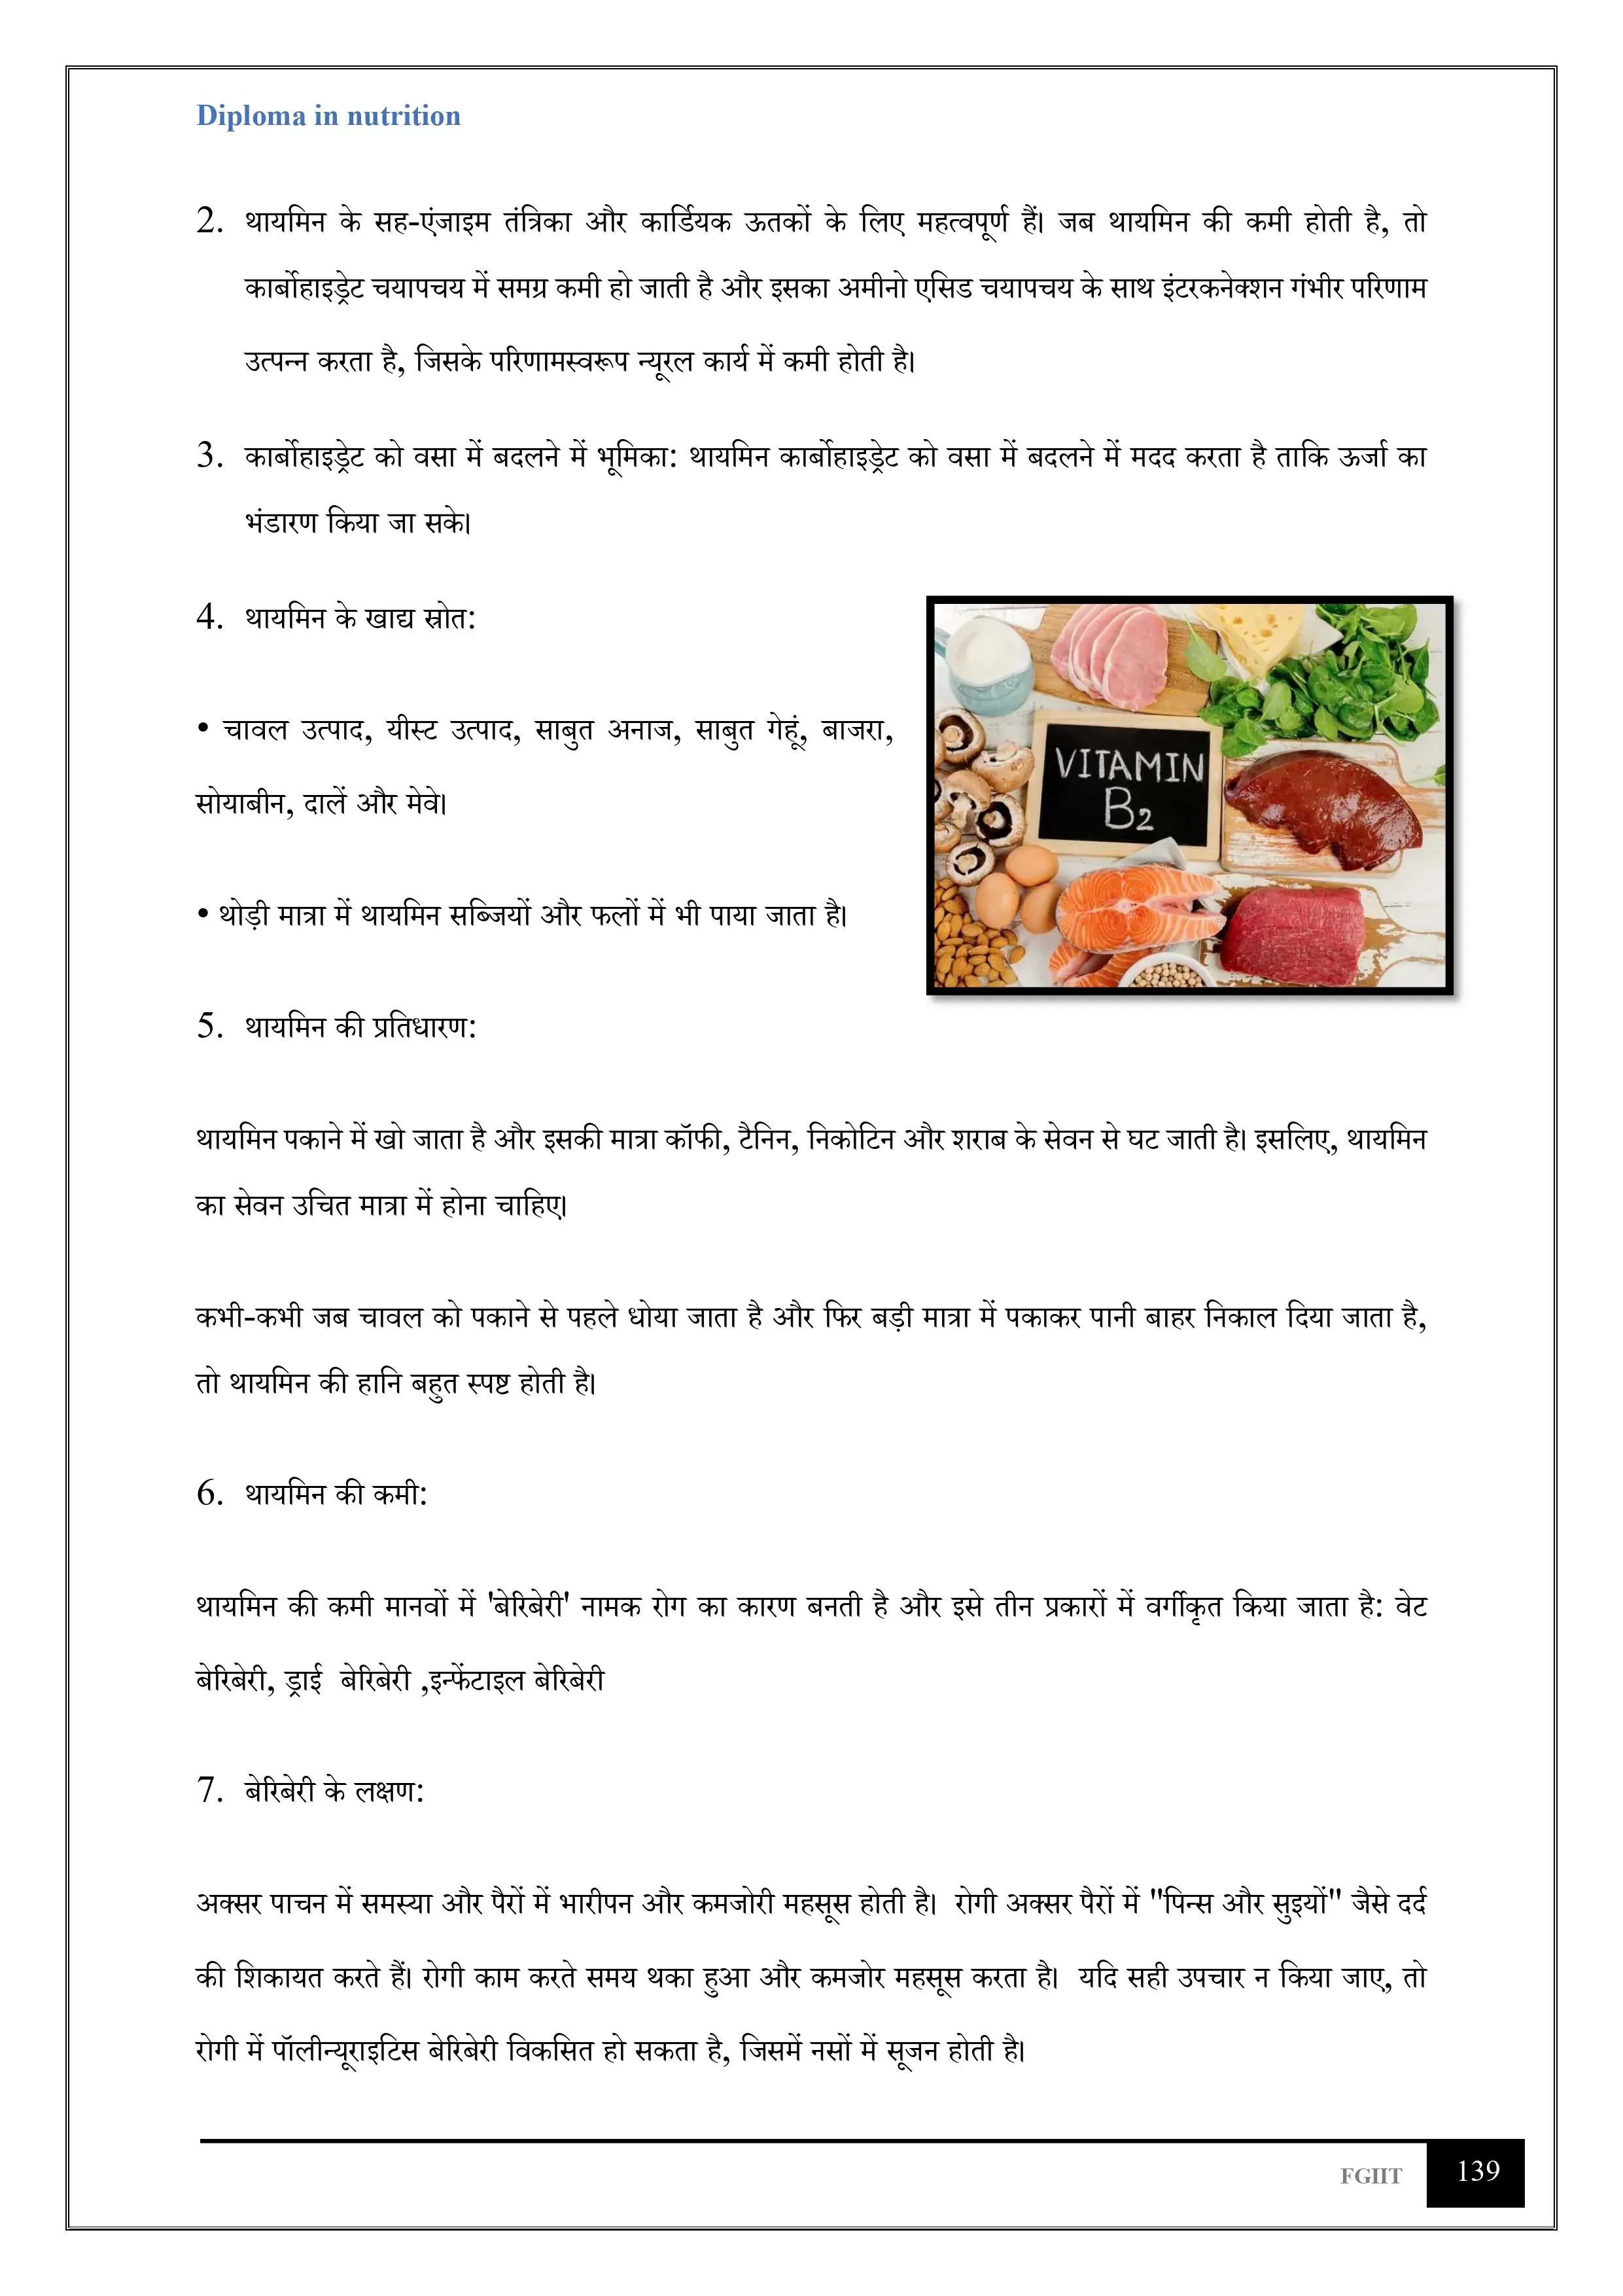 Diploma in nutrition
2. थायमिन के सह-एंजाइम तंत्रिका और कार्डियक ऊतकों के लिए महत्वपूर्ण हैं। जब थायमिन की कमी होती है, तो
कार्बोहाइड्रेट चयापचय में समग्र कमी हो जाती है और इसका अमीनो एसिड चयापचय के साथ इंटरकनेक्शन गंभीर परिणाम
उत्पन्न करता है, जिसके परिणामस्वरूप न्यूरल कार्य में कमी होती है।
3. कार्बोहाइड्रेट को वसा में बदलने में भूमिका: थायमिन कार्बोहाइड्रेट को वसा में बदलने में मदद करता है ताकि ऊर्जा का
भंडारण किया जा सके।
4. थायमिन के खाद्य स्रोत:
• चावल उत्पाद, यीस्ट उत्पाद, साबुत अनाज, साबुत गेहूं, बाजरा,
सोयाबीन, दालें और मेवे।
• थोड़ी मात्रा में थायमिन सब्जियों और फलों में भी पाया जाता है।
VITAMIN
B2
5. थायमिन की प्रतिधारण:
थायमिन पकाने में खो जाता है और इसकी मात्रा कॉफी, टैनिन, निकोटिन और शराब के सेवन से घट जाती है। इसलिए, थायमिन
का सेवन उचित मात्रा में होना चाहिए।
कभी-कभी जब चावल को पकाने से पहले धोया जाता है और फिर बड़ी मात्रा में पकाकर पानी बाहर निकाल दिया जाता है,
तो थायमिन की हानि बहुत स्पष्ट होती है।
6. थायमिन की कमी:
थायमिन की कमी मानवों में 'बेरिबेरी' नामक रोग का कारण बनती है और इसे तीन प्रकारों में वर्गीकृत किया जाता है: वेट
बेरिबेरी, ड्राई बेरिबेरी ,इन्फेंटाइल बेरिबेरी
7. बेरिबेरी के लक्षण:
अक्सर पाचन में समस्या और पैरों में भारीपन और कमजोरी महसूस होती है। रोगी अक्सर पैरों में "पिन्स और सुइयों" जैसे दर्द
की शिकायत करते हैं। रोगी काम करते समय थका हुआ और कमजोर महसूस करता है। यदि सही उपचार न किया जाए, तो
रोगी में पॉलीन्यूराइटिस बेरिबेरी विकसित हो सकता है, जिसमें नसों में सूजन होती है।
FGIIT 139